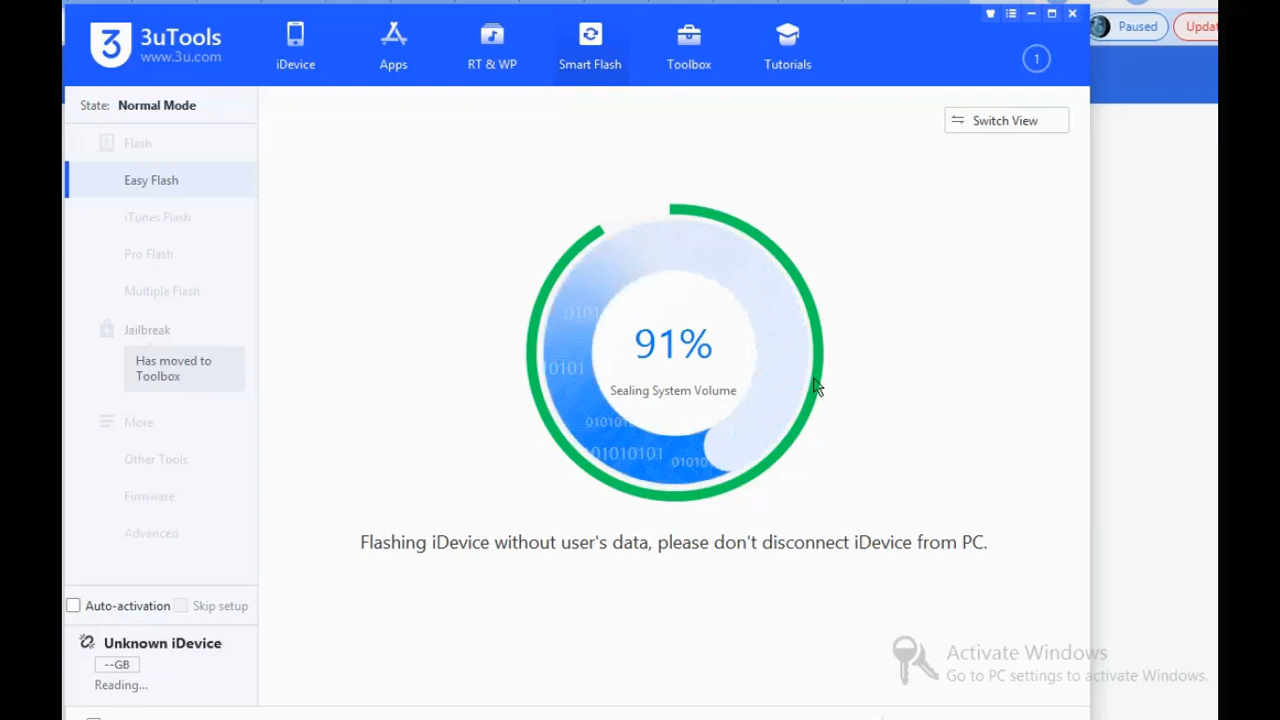 3
3uTools
www.3u.com
iDevice
Apps
RT & WP
Smart Flash
Toolbox
Tutorials
1
Paused
State: Normal Mode
Switch View
Flash
Easy Flash
iTunes Flash
Pro Flash
Multiple Flash
Jailbreak
Has moved to
Toolbox
More
Other Tools
Firmware
Advanced
0101
0101
01010
01010101
0101
91%
Sealing System Volume
Flashing iDevice without user's data, please don't disconnect iDevice from PC.
Auto-activation
Skip setup
Unknown iDevice
--GB
Reading...
Activate Windows
Go to PC settings to activate Windows.